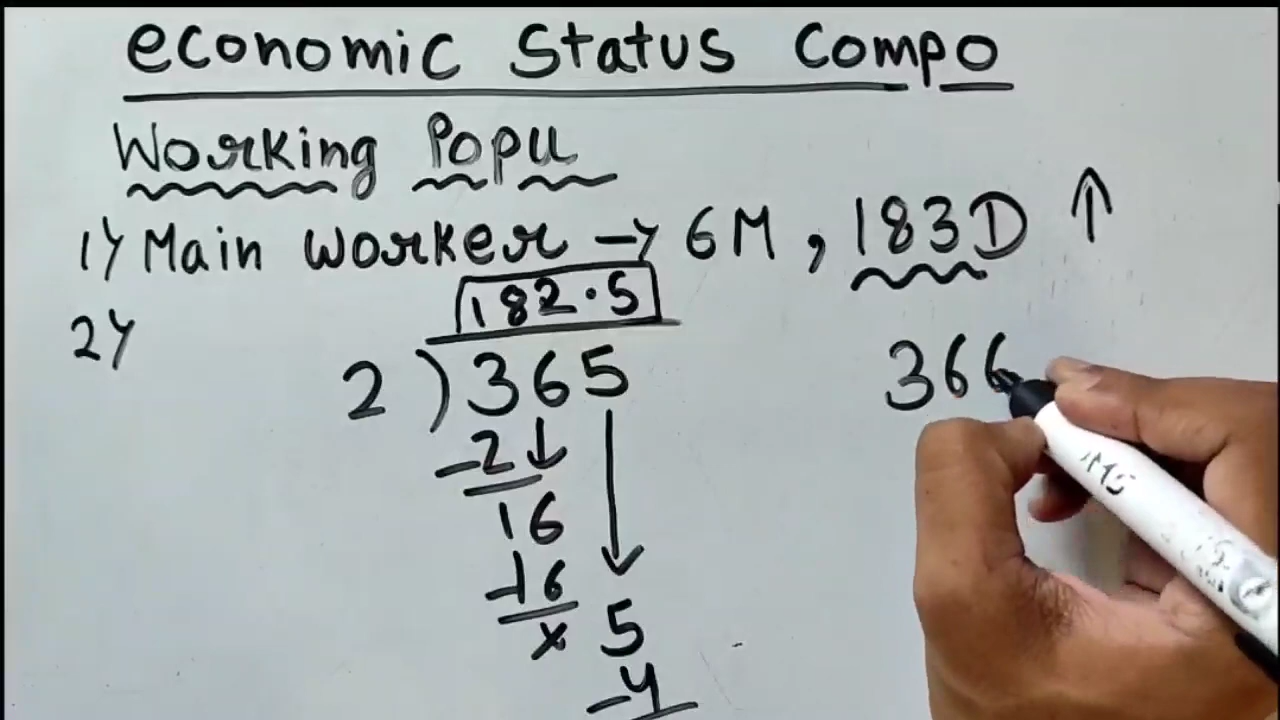 economic Status Compo
Working Popu
1) Main worker → 6M , 183D ↑
2)
182.5
2 ) 365
366
-2 ↓
16
-16
x 5
-4